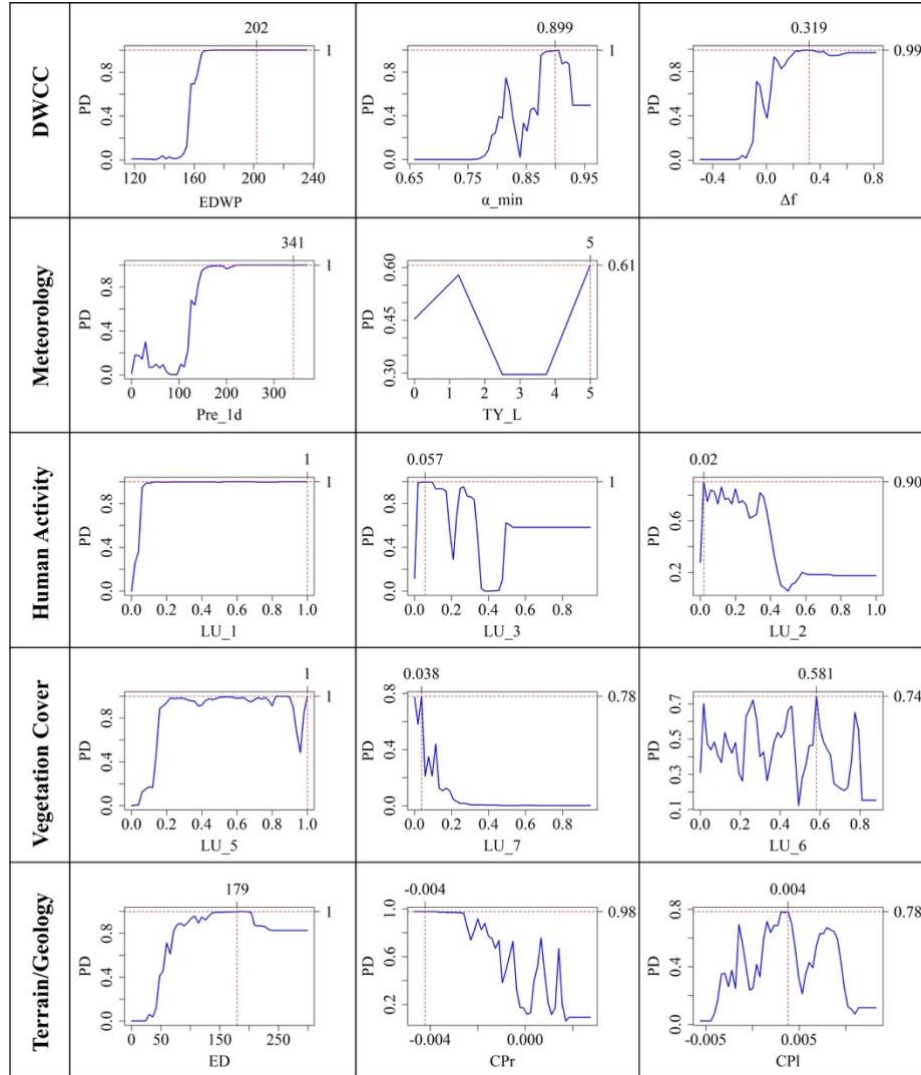 DWCC
202
1
PD
0.0 0.4 0.8
120 160 200 240
EDWP
0.899
1
PD
0.0 0.4 0.8
0.65 0.75 0.85 0.95
α_min
0.319
0.99
PD
0.0 0.4 0.8
-0.4 0.0 0.4 0.8
Δf
Meteorology
341
1
PD
0.0 0.4 0.8
0 100 200 300
Pre_1d
5
0.61
PD
0.30 0.45 0.60
0 1 2 3 4 5
TY_L
Human Activity
1
1
PD
0.0 0.4 0.8
0.0 0.2 0.4 0.6 0.8 1.0
LU_1
0.057
1
PD
0.0 0.4 0.8
0.0 0.2 0.4 0.6 0.8
LU_3
0.02
0.90
PD
0.2 0.6
0.0 0.2 0.4 0.6 0.8 1.0
LU_2
Vegetation Cover
1
1
PD
0.0 0.4 0.8
0.0 0.2 0.4 0.6 0.8 1.0
LU_5
0.038
0.78
PD
0.0 0.4 0.8
0.0 0.2 0.4 0.6 0.8
LU_7
0.581
0.74
PD
0.1 0.3 0.5 0.7
0.0 0.2 0.4 0.6 0.8
LU_6
Terrain/Geology
179
1
PD
0.0 0.4 0.8
0 50 150 250
ED
-0.004
0.98
PD
0.2 0.6 1.0
-0.004 0.000
CPr
0.004
0.78
PD
0.0 0.4 0.8
-0.005 0.005
CPl